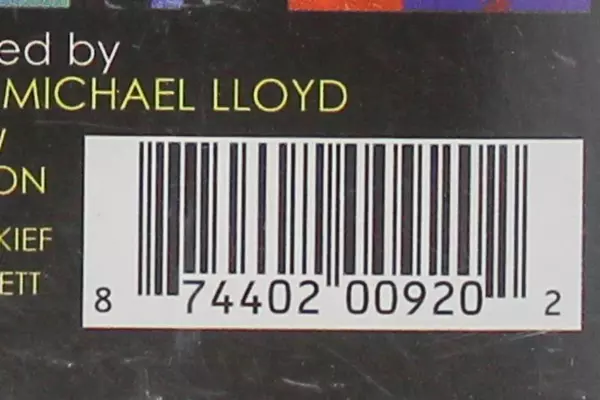 ed by
MICHAEL LLOYD
ON
KIEF
ETT
8 74402 00920 2